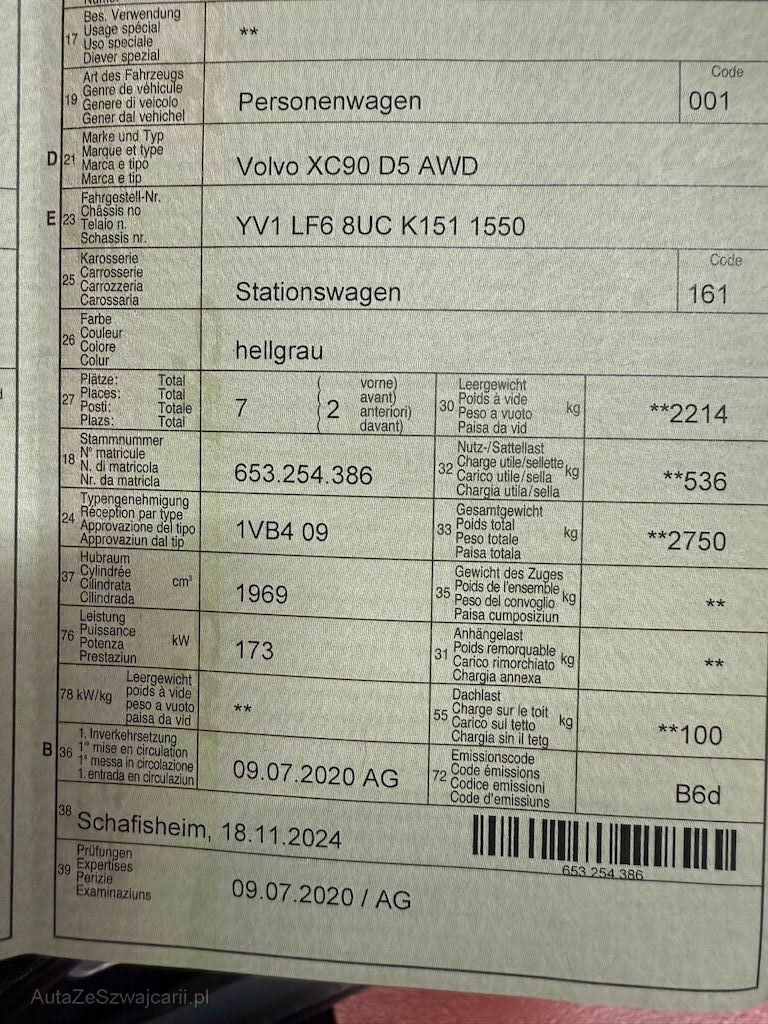 17
Bes. Verwendung
Usage spécial
Uso speciale
Diever spezial
**
19
Art des Fahrzeugs
Genre de véhicule
Genere di veicolo
Gener dal vehichel
Personenwagen
Code
001
D
21
Marke und Typ
Marque et type
Marca e tipo
Marca e tip
Volvo XC90 D5 AWD
E
23
Fahrgestell-Nr.
Châssis no
Telaio n.
Schassis nr.
YV1 LF6 8UC K151 1550
25
Karosserie
Carrosserie
Carrozzeria
Carossaria
Stationswagen
Code
161
26
Farbe
Couleur
Colore
Colur
hellgrau
27
Plätze: Total
Places: Total
Posti: Totale
Plazs: Total
7
( vorne)
( avant)
2
( anteriori)
( davant)
30
Leergewicht
Poids à vide
Peso a vuoto
Paisa da vid
kg
**2214
18
Stammnummer
N° matricule
N. di matricola
Nr. da matricla
653.254.386
32
Nutz-/Sattellast
Charge utile/sellette
Carico utile/sella
Chargia utila/sella
kg
**536
24
Typengenehmigung
Réception par type
Approvazione del tipo
Approvaziun dal tip
1VB4 09
33
Gesamtgewicht
Poids total
Peso totale
Paisa totala
kg
**2750
37
Hubraum
Cylindrée
Cilindrata
Cilindrada
cm³
1969
35
Gewicht des Zuges
Poids de l'ensemble
Peso del convoglio
Paisa cumposiziun
kg
**
76
Leistung
Puissance
Potenza
Prestaziun
kW
173
31
Anhängelast
Poids remorquable
Carico rimorchiato
Chargia annexa
kg
**
78 kW/kg
Leergewicht
poids à vide
peso a vuoto
paisa da vid
**
55
Dachlast
Charge sur le toit
Carico sul tetto
Chargia sin il tetg
kg
**100
B
36
1. Inverkehrsetzung
1° mise en circulation
1° messa in circolazione
1. entrada en circulaziun
09.07.2020 AG
72
Emissionscode
Code émissions
Codice emissioni
Code d'emissiuns
B6d
38
Schafisheim, 18.11.2024
653 254 386
39
Prüfungen
Expertises
Perizie
Examinaziuns
09.07.2020 / AG
AutaZeSzwajcarii.pl